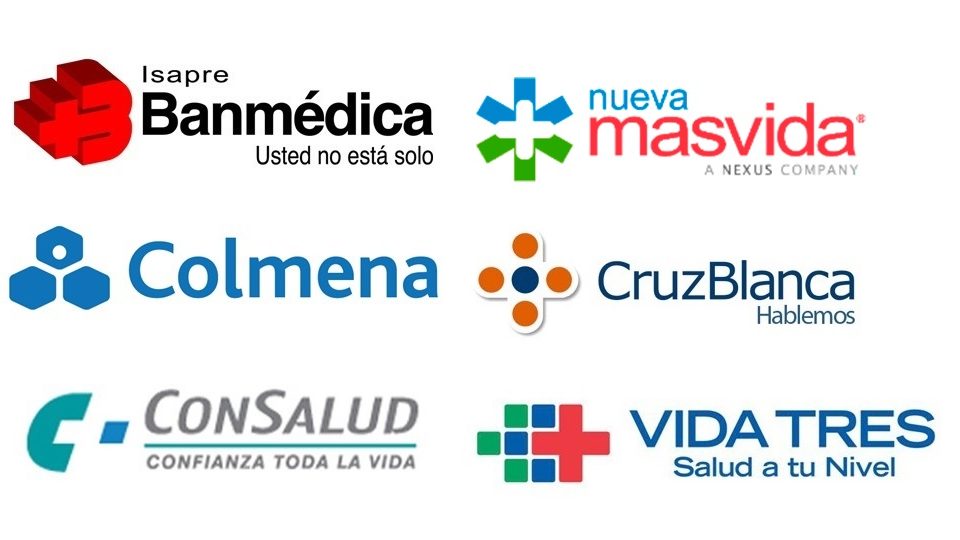 Isapre
Banmédica
Usted no está solo
nueva
masvida®
A NEXUS COMPANY
Colmena
CruzBlanca
Hablemos
CONSALUD
CONFIANZA TODA LA VIDA
VIDA TRES
Salud a tu Nivel